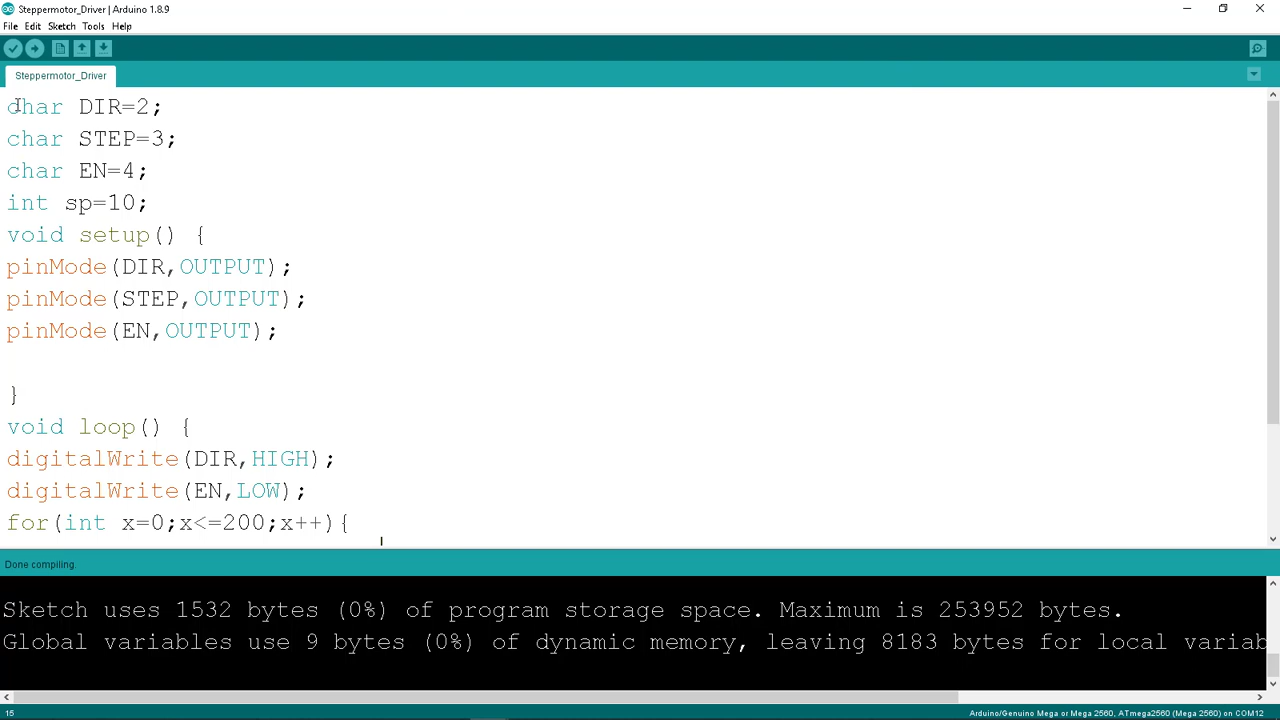 Steppermotor_Driver | Arduino 1.8.9
File Edit Sketch Tools Help
Steppermotor_Driver
char DIR=2;
char STEP=3;
char EN=4;
int sp=10;
void setup() {
pinMode(DIR,OUTPUT);
pinMode(STEP,OUTPUT);
pinMode(EN,OUTPUT);
}
void loop() {
digitalWrite(DIR,HIGH);
digitalWrite(EN,LOW);
for(int x=0;x<=200;x++){
Done compiling.
Sketch uses 1532 bytes (0%) of program storage space. Maximum is 253952 bytes.
Global variables use 9 bytes (0%) of dynamic memory, leaving 8183 bytes for local variab
15
Arduino/Genuino Mega or Mega 2560, ATmega2560 (Mega 2560) on COM12